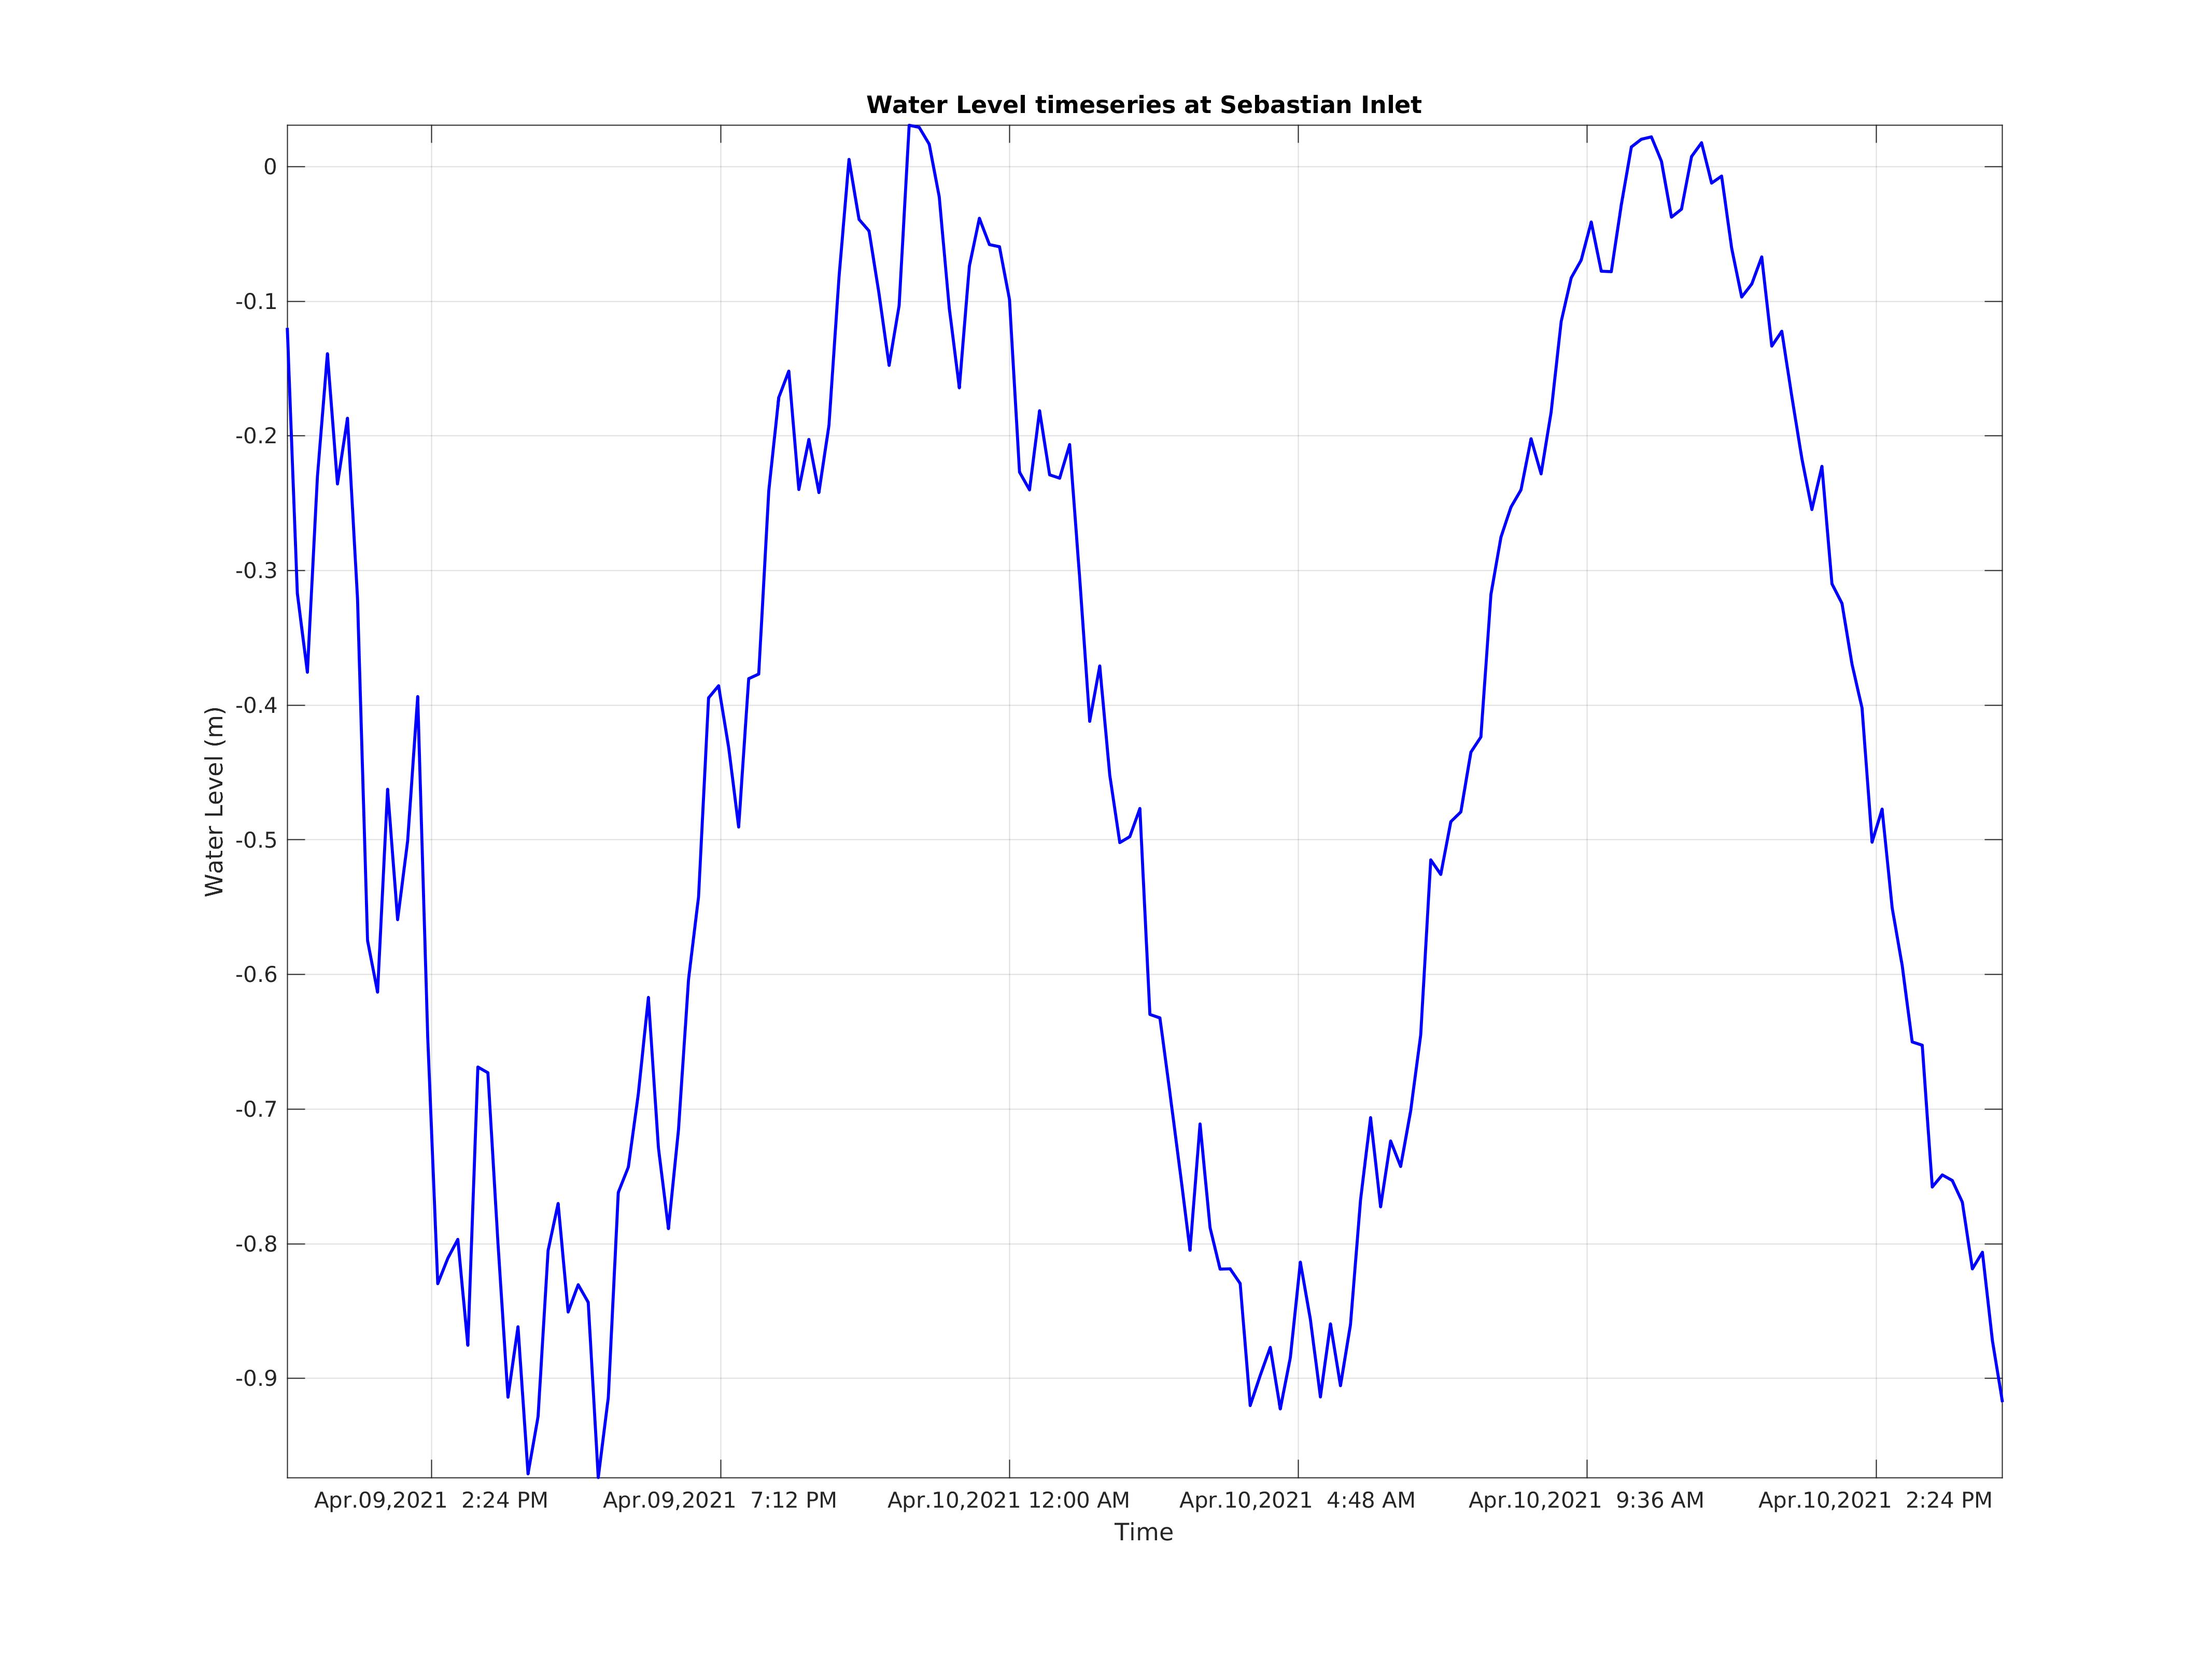 Water Level timeseries at Sebastian Inlet
0
-0.1
-0.2
-0.3
-0.4
-0.5
-0.6
-0.7
-0.8
-0.9
Water Level (m)
Apr.09,2021  2:24 PM
Apr.09,2021  7:12 PM
Apr.10,2021 12:00 AM
Apr.10,2021  4:48 AM
Apr.10,2021  9:36 AM
Apr.10,2021  2:24 PM
Time